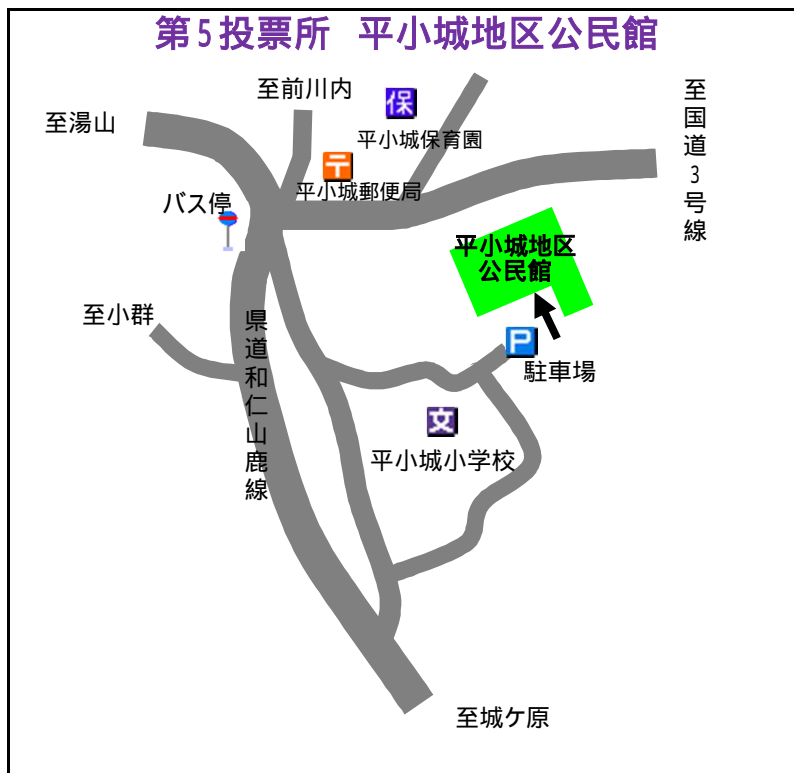 第5投票所 平小城地区公民館
至前川内
保
至湯山
平小城保育園
至国道3号線
〒
平小城郵便局
バス停
平小城地区
公民館
至小群
県道和仁山鹿線
P
駐車場
文
平小城小学校
至城ケ原